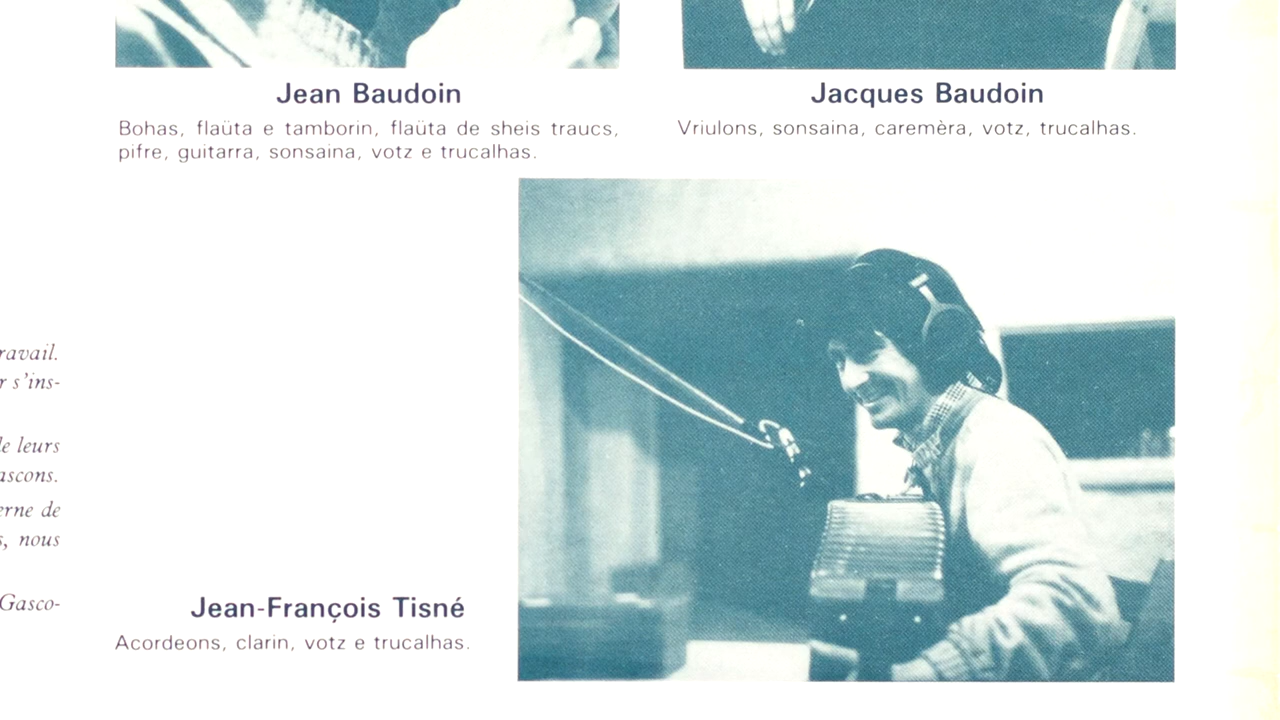 Jean Baudoin
Bohas, flaüta e tamborin, flaüta de sheis traucs,
pifre, guitarra, sonsaina, votz e trucalhas.
Jacques Baudoin
Vriulons, sonsaina, caremèra, votz, trucalhas.
ravail.
r s'ins-
de leurs
ascons.
erne de
s, nous
Gasco-
Jean-François Tisné
Acordeons, clarin, votz e trucalhas.